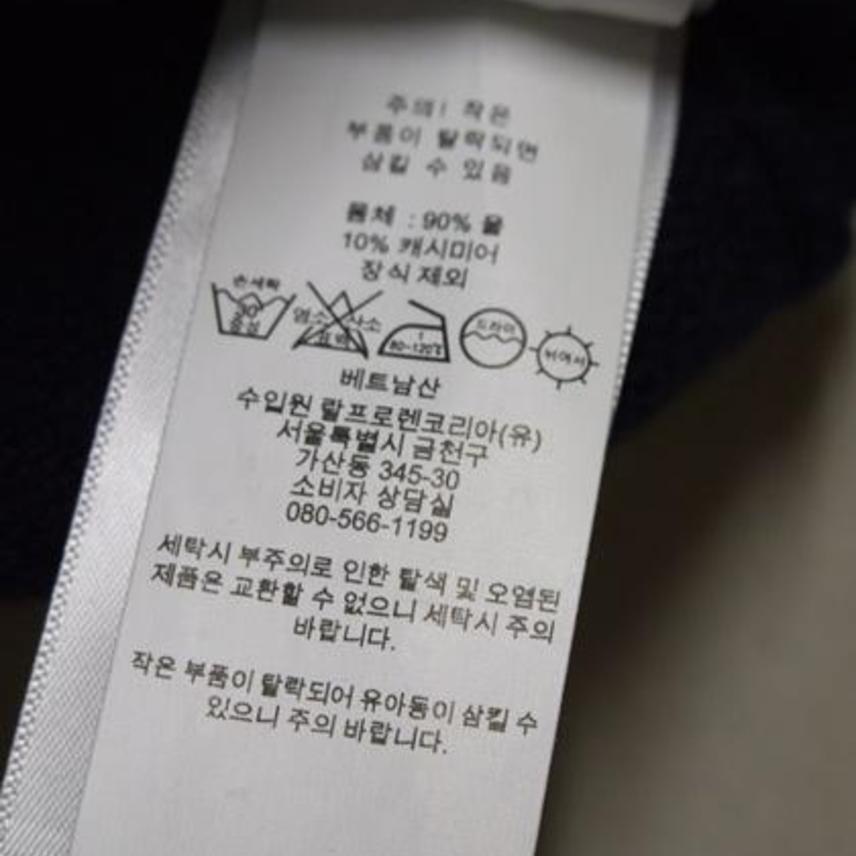 주의! 작은
부품이 탈락되면
삼킬 수 있음
몸체 : 90% 울
10% 캐시미어
장식 제외
손세탁
30
중성
염소 산소
표백
1
80~120℃
드라이
뉘어서
베트남산
수입원 랄프로렌코리아(유)
서울특별시 금천구
가산동 345-30
소비자 상담실
080-566-1199
세탁시 부주의로 인한 탈색 및 오염된
제품은 교환할 수 없으니 세탁시 주의
바랍니다.
작은 부품이 탈락되어 유아동이 삼킬 수
있으니 주의 바랍니다.